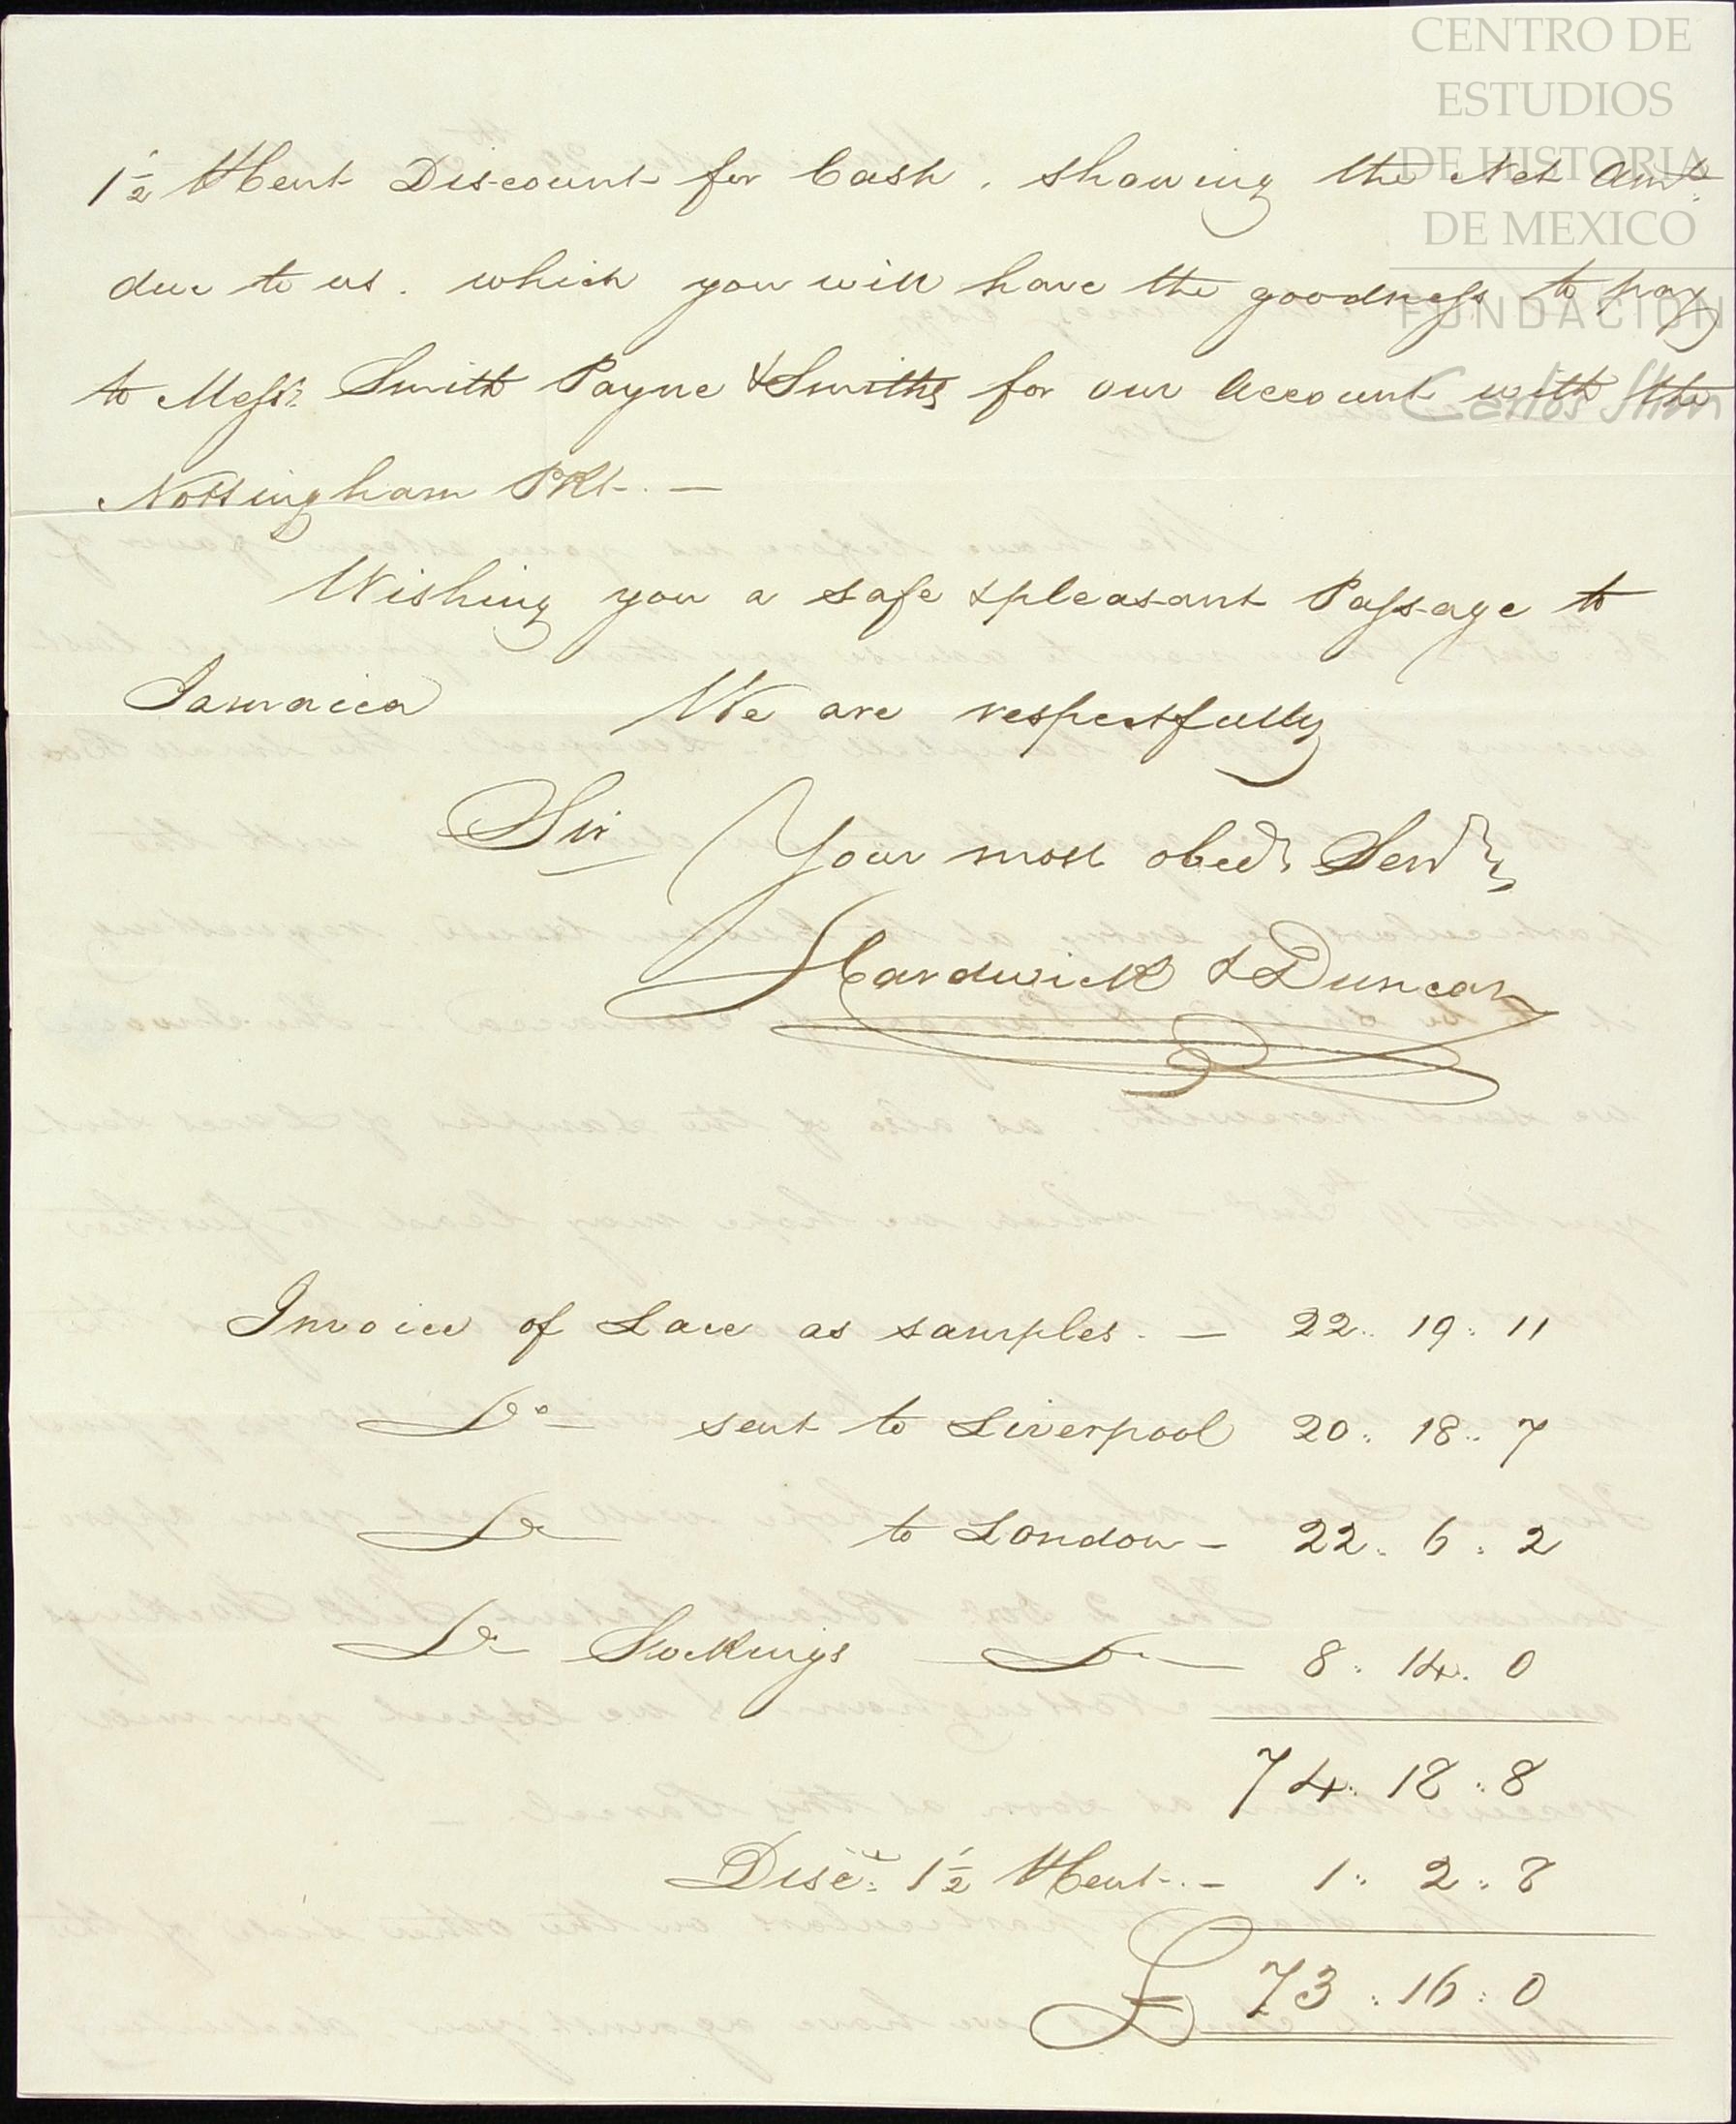 CENTRO DE
ESTUDIOS
DE HISTORIA
DE MEXICO
FUNDACION
Carlos Slim
1½ ⅌Cent Discount for Cash, showing the Net Amt.
due to us. which you will have the goodness to pay
to Messrs. Smith Payne & Smiths for our Account with the
Nottingham Bk. —
Wishing you a safe & pleasant Passage to
Jamaica We are respectfully
Sir Your most obedt. Servts.
Hardwick & Duncan
Invoice of Lace as samples. — 22.. 19.. 11
Do — sent to Liverpool 20.. 18.. 7
Do to London — 22.. 6.. 2
Do Stockings Do 8.. 14.. 0
74.. 18.. 8
Disct. 1½ ⅌Cent. — 1.. 2.. 8
£ 73.. 16.. 0